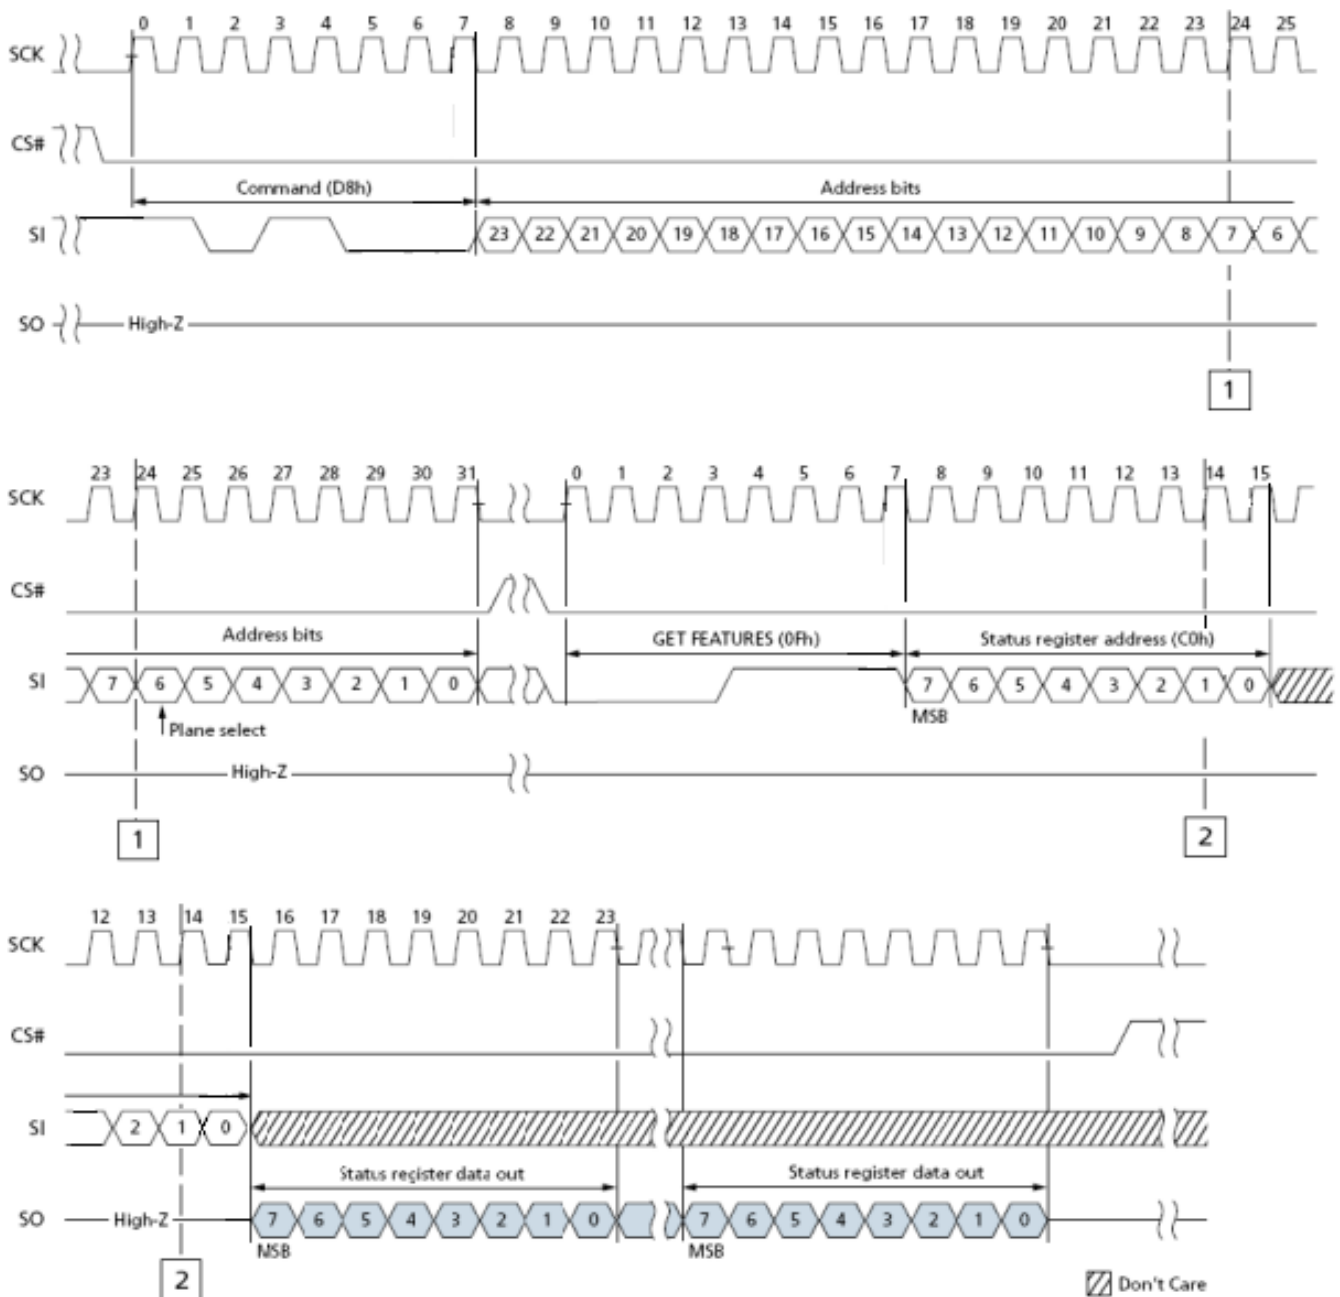 0 1 2 3 4 5 6 7 8 9 10 11 12 13 14 15 16 17 18 19 20 21 22 23 24 25
SCK
CS#
Command (D8h) Address bits
SI 23 22 21 20 19 18 17 16 15 14 13 12 11 10 9 8 7 6
SO High-Z
1
23 24 25 26 27 28 29 30 31 0 1 2 3 4 5 6 7 8 9 10 11 12 13 14 15
SCK
CS#
Address bits GET FEATURES (0Fh) Status register address (C0h)
SI 7 6 5 4 3 2 1 0 7 6 5 4 3 2 1 0
Plane select MSB
SO High-Z
1 2
12 13 14 15 16 17 18 19 20 21 22 23
SCK
CS#
SI 2 1 0
Status register data out Status register data out
SO High-Z 7 6 5 4 3 2 1 0 7 6 5 4 3 2 1 0
MSB MSB
2 Don't Care